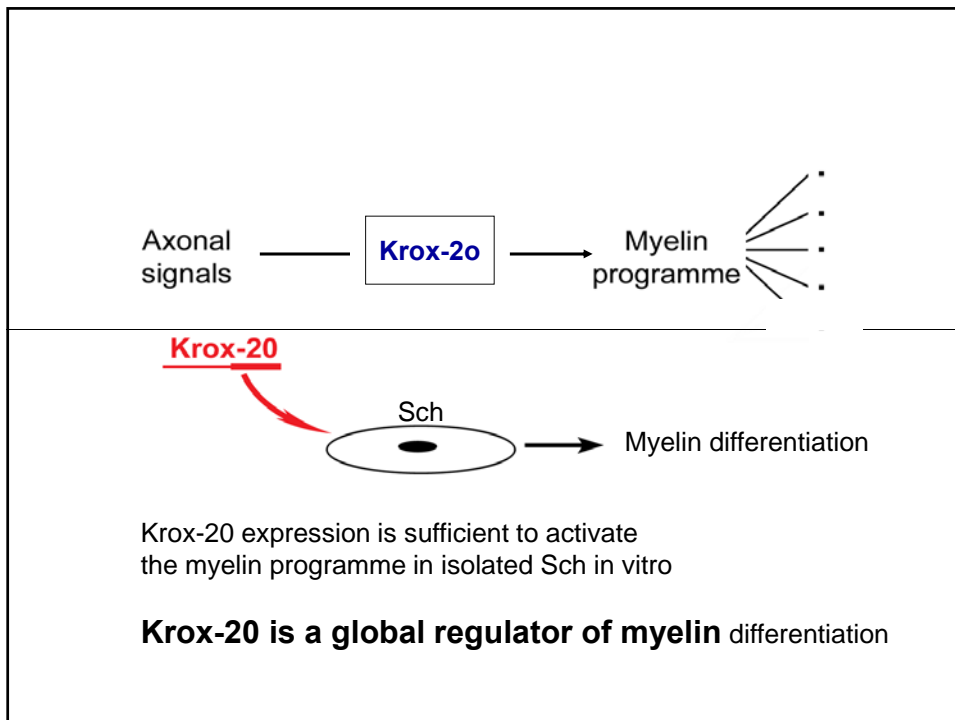 Axonal
signals
Krox-2o
Myelin
programme
Krox-20
Sch
Myelin differentiation
Krox-20 expression is sufficient to activate
the myelin programme in isolated Sch in vitro
Krox-20 is a global regulator of myelin differentiation